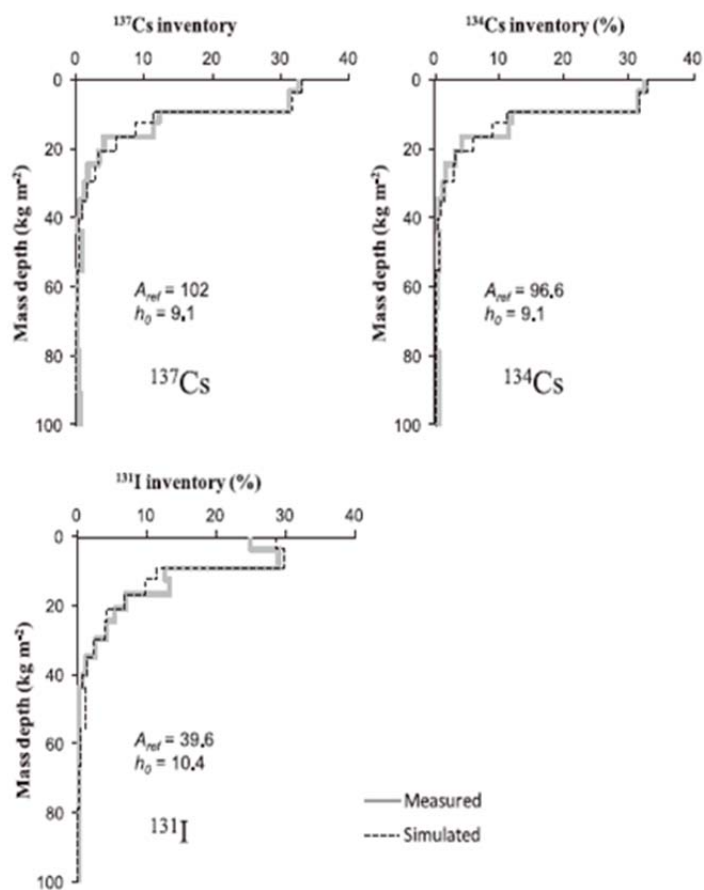 ¹³⁷Cs inventory
0 10 20 30 40
0
20
40
60
80
100
Mass depth (kg m⁻²)
A_ref = 102
h₀ = 9.1
¹³⁷Cs
¹³⁴Cs inventory (%)
0 10 20 30 40
0
20
40
60
80
100
Mass depth (kg m⁻²)
A_ref = 96.6
h₀ = 9.1
¹³⁴Cs
¹³¹I inventory (%)
0 10 20 30 40
0
20
40
60
80
100
Mass depth (kg m⁻²)
A_ref = 39.6
h₀ = 10.4
¹³¹I
Measured
Simulated